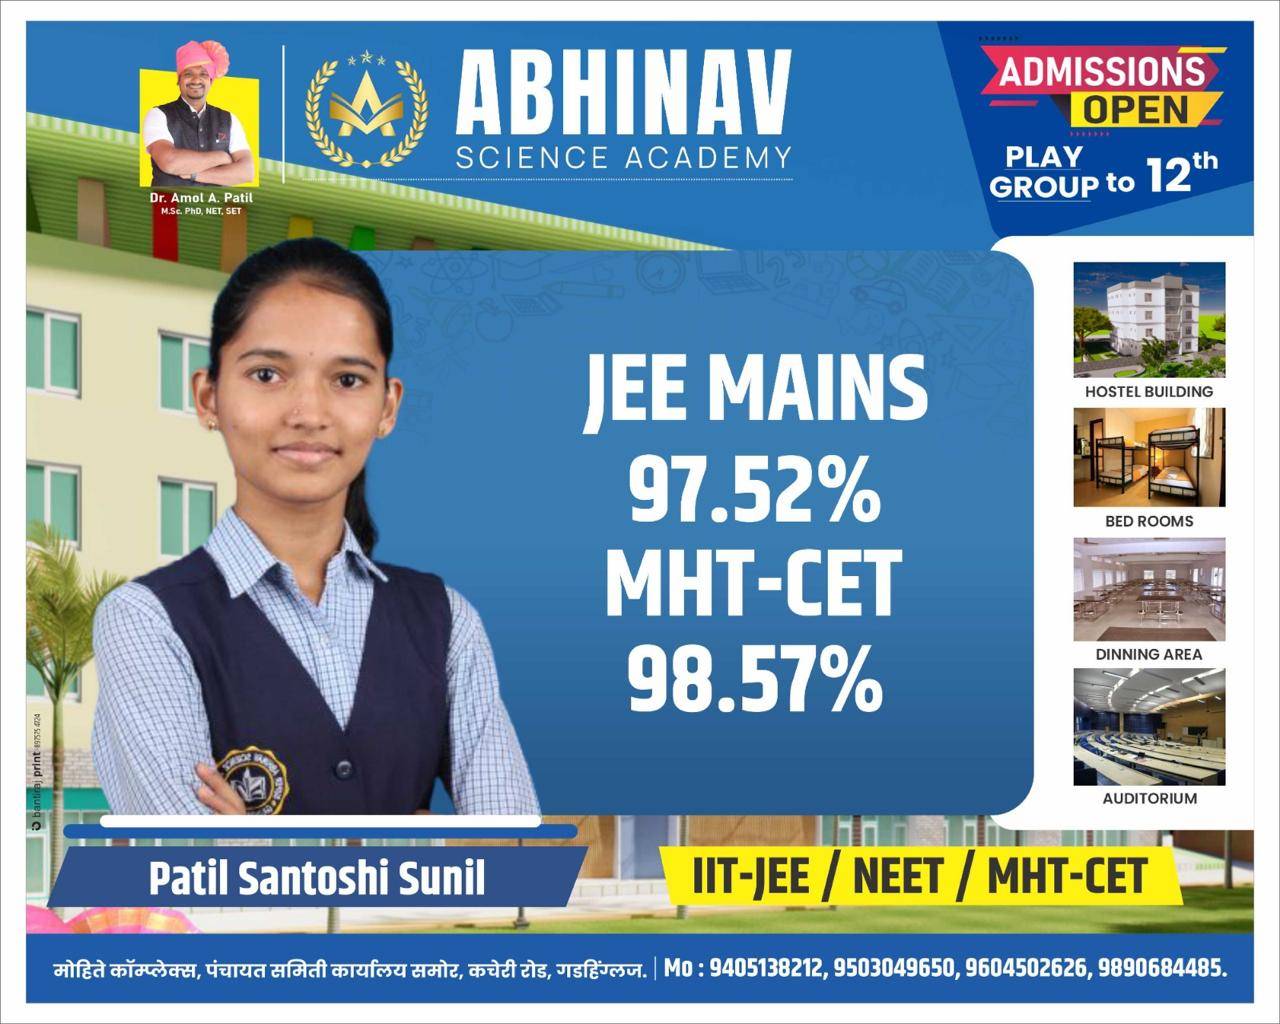 Dr. Amol A. Patil
M.Sc. PhD, NET, SET
ABHINAV
SCIENCE ACADEMY
ADMISSIONS
OPEN
PLAY
GROUP to 12th
JEE MAINS
97.52%
MHT-CET
98.57%
HOSTEL BUILDING
BED ROOMS
DINNING AREA
AUDITORIUM
Patil Santoshi Sunil
IIT-JEE / NEET / MHT-CET
मोहिते कॉम्प्लेक्स, पंचायत समिती कार्यालय समोर, कचेरी रोड, गडहिंग्लज. | Mo : 9405138212, 9503049650, 9604502626, 9890684485.
bantiraj print